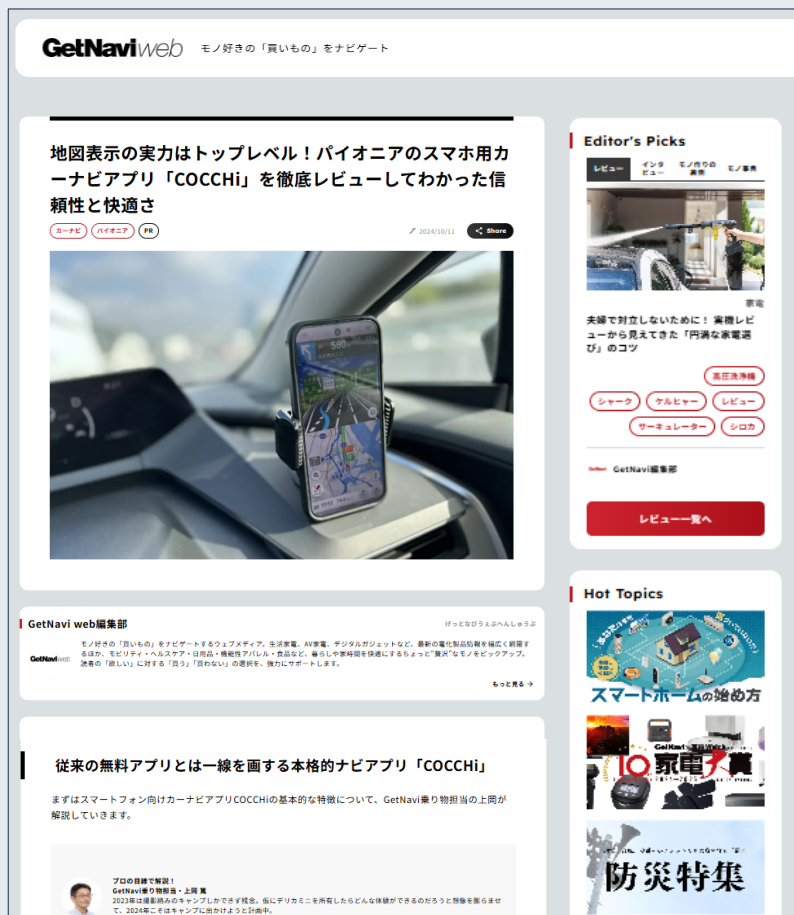 GetNavi web
モノ好きの「買いもの」をナビゲート
地図表示の実力はトップレベル！パイオニアのスマホ用カ
ーナビアプリ「COCCHi」を徹底レビューしてわかった信
頼性と快適さ
カーナビ
パイオニア
PR
2024/10/11
Share
580
GetNavi web編集部
げっとなびうぇぶへんしゅうぶ
GetNavi web
モノ好きの「買いもの」をナビゲートするウェブメディア。生活家電、AV家電、デジタルガジェットなど、最新の電化製品情報を幅広く網羅す
るほか、モビリティ・ヘルスケア・日用品・機能性アパレル・食品など、暮らしや家時間を快適にするちょっと“贅沢”なモノをピックアップ。
読者の「欲しい」に対する「買う」「買わない」の選択を、強力にサポートします。
もっと見る →
従来の無料アプリとは一線を画する本格的ナビアプリ「COCCHi」
まずはスマートフォン向けカーナビアプリCOCCHiの基本的な特徴について、GetNavi乗り物担当の上岡が
解説していきます。
プロの目線で解説！
GetNavi乗り物担当・上岡 篤
2023年は撮影絡みのキャンプしかできず残念。仮にデリカミニを所有したらどんな体験ができるのだろうと想像を膨らませ
て、2024年こそはキャンプに出かけようと計画中。
Editor's Picks
レビュー
インタ
ビュー
モノ作りの
裏側
モノ事典
家電
夫婦で対立しないために！ 実機レビ
ューから見えてきた「円満な家電選
び」のコツ
高圧洗浄機
シャーク
ケルヒャー
レビュー
サーキュレーター
シロカ
GetNavi編集部
レビュー一覧へ
Hot Topics
スマートホームの始め方
家電大賞
防災特集